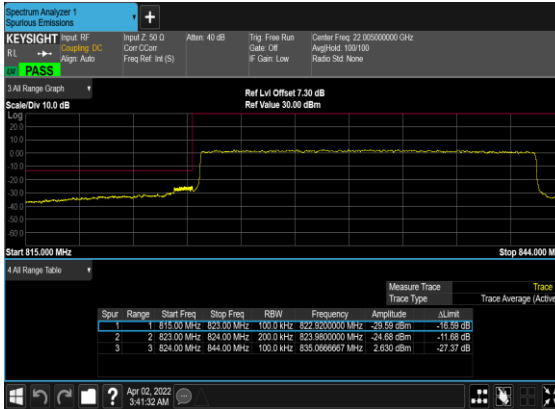 Spectrum Analyzer 1
Spurious Emissions
+
KEYSIGHT Input: RF Input Z: 50 Ω Atten: 40 dB Trig: Free Run Center Freq: 22.005000000 GHz
RL Coupling: DC Corr CCorr Gate: Off Avg|Hold: 100/100
Align: Auto Freq Ref: Int (S) IF Gain: Low Radio Std: None
PASS
3 All Range Graph
Ref Lvl Offset 7.30 dB
Scale/Div 10.0 dB Ref Value 30.00 dBm
Log
20.0
10.0
0.00
-10.0
-20.0
-30.0
-40.0
-50.0
-60.0
Start 815.000 MHz Stop 844.000 M
4 All Range Table
Measure Trace Trace
Trace Type Trace Average (Active
Spur Range Start Freq Stop Freq RBW Frequency Amplitude ΔLimit
1 1 815.00 MHz 823.00 MHz 100.0 kHz 822.9200000 MHz -29.59 dBm -16.59 dB
2 2 823.00 MHz 824.00 MHz 200.0 kHz 823.9800000 MHz -24.68 dBm -11.68 dB
3 3 824.00 MHz 844.00 MHz 100.0 kHz 835.0666667 MHz 2.630 dBm -27.37 dB
? Apr 02, 2022
3:41:32 AM